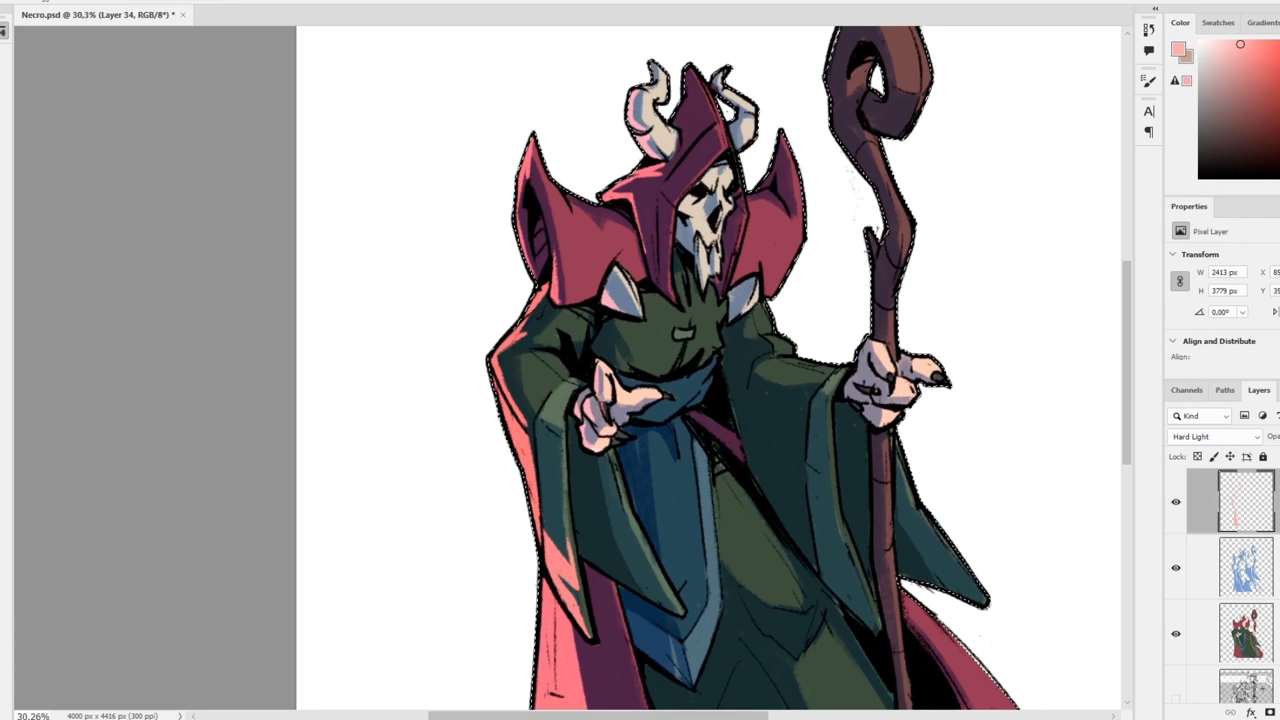 Necro.psd @ 30,3% (Layer 34, RGB/8*) * ×
Color Swatches Gradients
Properties
Pixel Layer
Transform
W 2413 px X 85
H 3779 px Y 35
0,00°
Align and Distribute
Align:
Channels Paths Layers
Kind
Hard Light
Lock:
30,26% 4000 px x 4416 px (300 ppi)